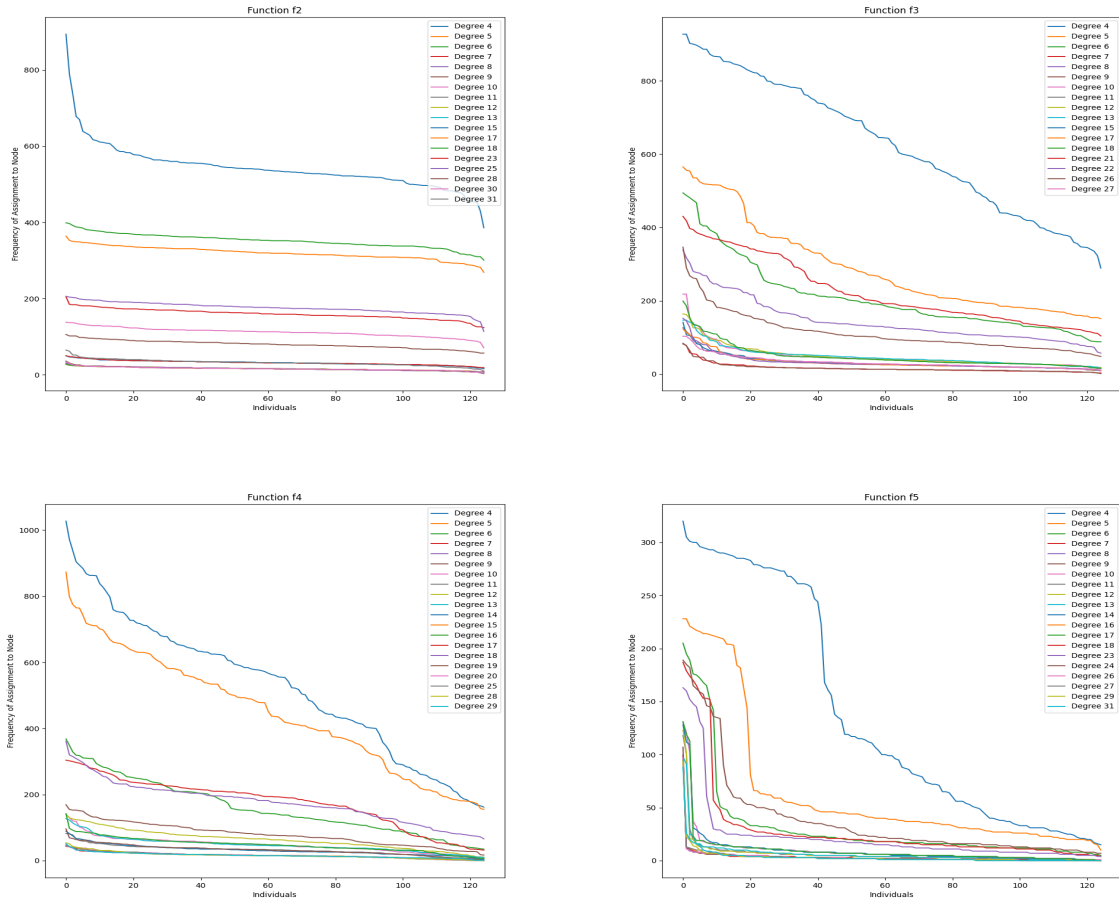 Function f2
Frequency of Assignment to Node
800
600
400
200
0
0 20 40 60 80 100 120
Individuals
Degree 4
Degree 5
Degree 6
Degree 7
Degree 8
Degree 9
Degree 10
Degree 11
Degree 12
Degree 13
Degree 15
Degree 17
Degree 18
Degree 23
Degree 25
Degree 28
Degree 30
Degree 31
Function f3
Frequency of Assignment to Node
800
600
400
200
0
0 20 40 60 80 100 120
Individuals
Degree 4
Degree 5
Degree 6
Degree 7
Degree 8
Degree 9
Degree 10
Degree 11
Degree 12
Degree 13
Degree 15
Degree 17
Degree 18
Degree 21
Degree 22
Degree 26
Degree 27
Function f4
Frequency of Assignment to Node
1000
800
600
400
200
0
0 20 40 60 80 100 120
Individuals
Degree 4
Degree 5
Degree 6
Degree 7
Degree 8
Degree 9
Degree 10
Degree 11
Degree 12
Degree 13
Degree 14
Degree 15
Degree 16
Degree 17
Degree 18
Degree 19
Degree 20
Degree 25
Degree 28
Degree 29
Function f5
Frequency of Assignment to Node
300
250
200
150
100
50
0
0 20 40 60 80 100 120
Individuals
Degree 4
Degree 5
Degree 6
Degree 7
Degree 8
Degree 9
Degree 10
Degree 11
Degree 12
Degree 13
Degree 14
Degree 16
Degree 17
Degree 18
Degree 23
Degree 24
Degree 26
Degree 27
Degree 29
Degree 31